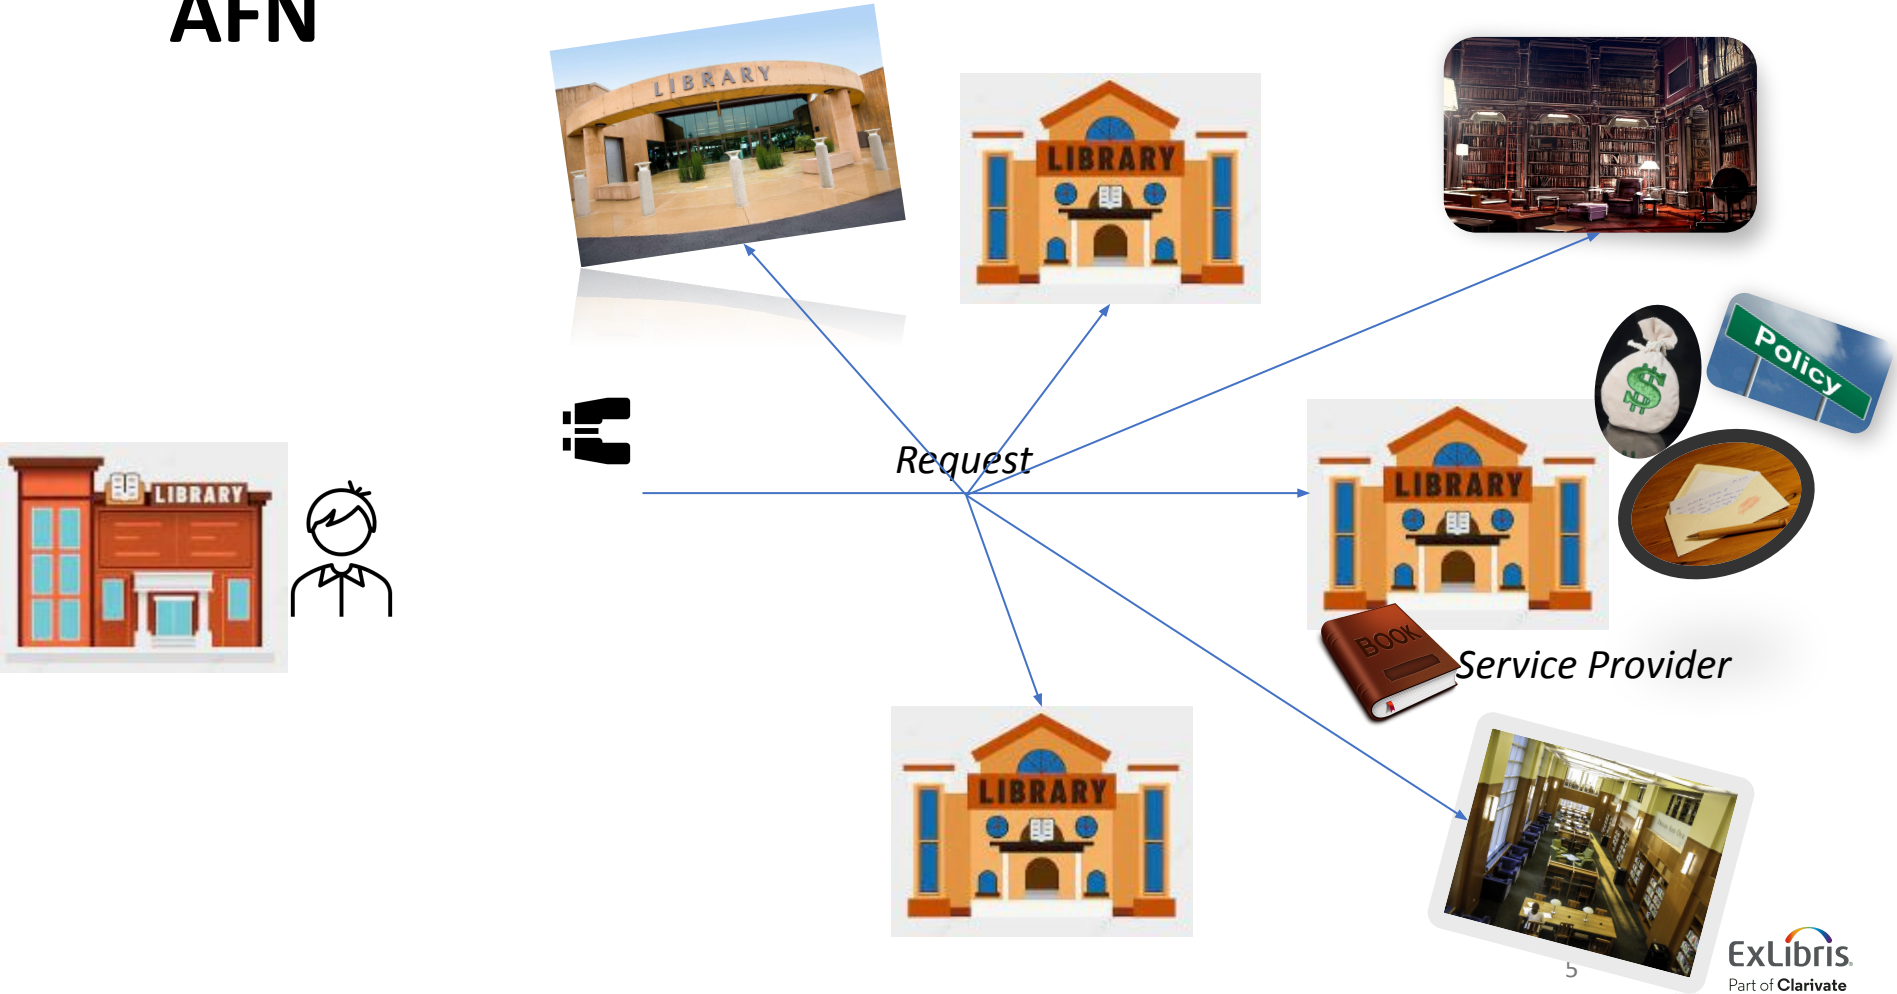 AFN
LIBRARY
LIBRARY
Policy
$
Request
LIBRARY
LIBRARY
BOOK
Service Provider
LIBRARY
5
ExLibris.
Part of Clarivate